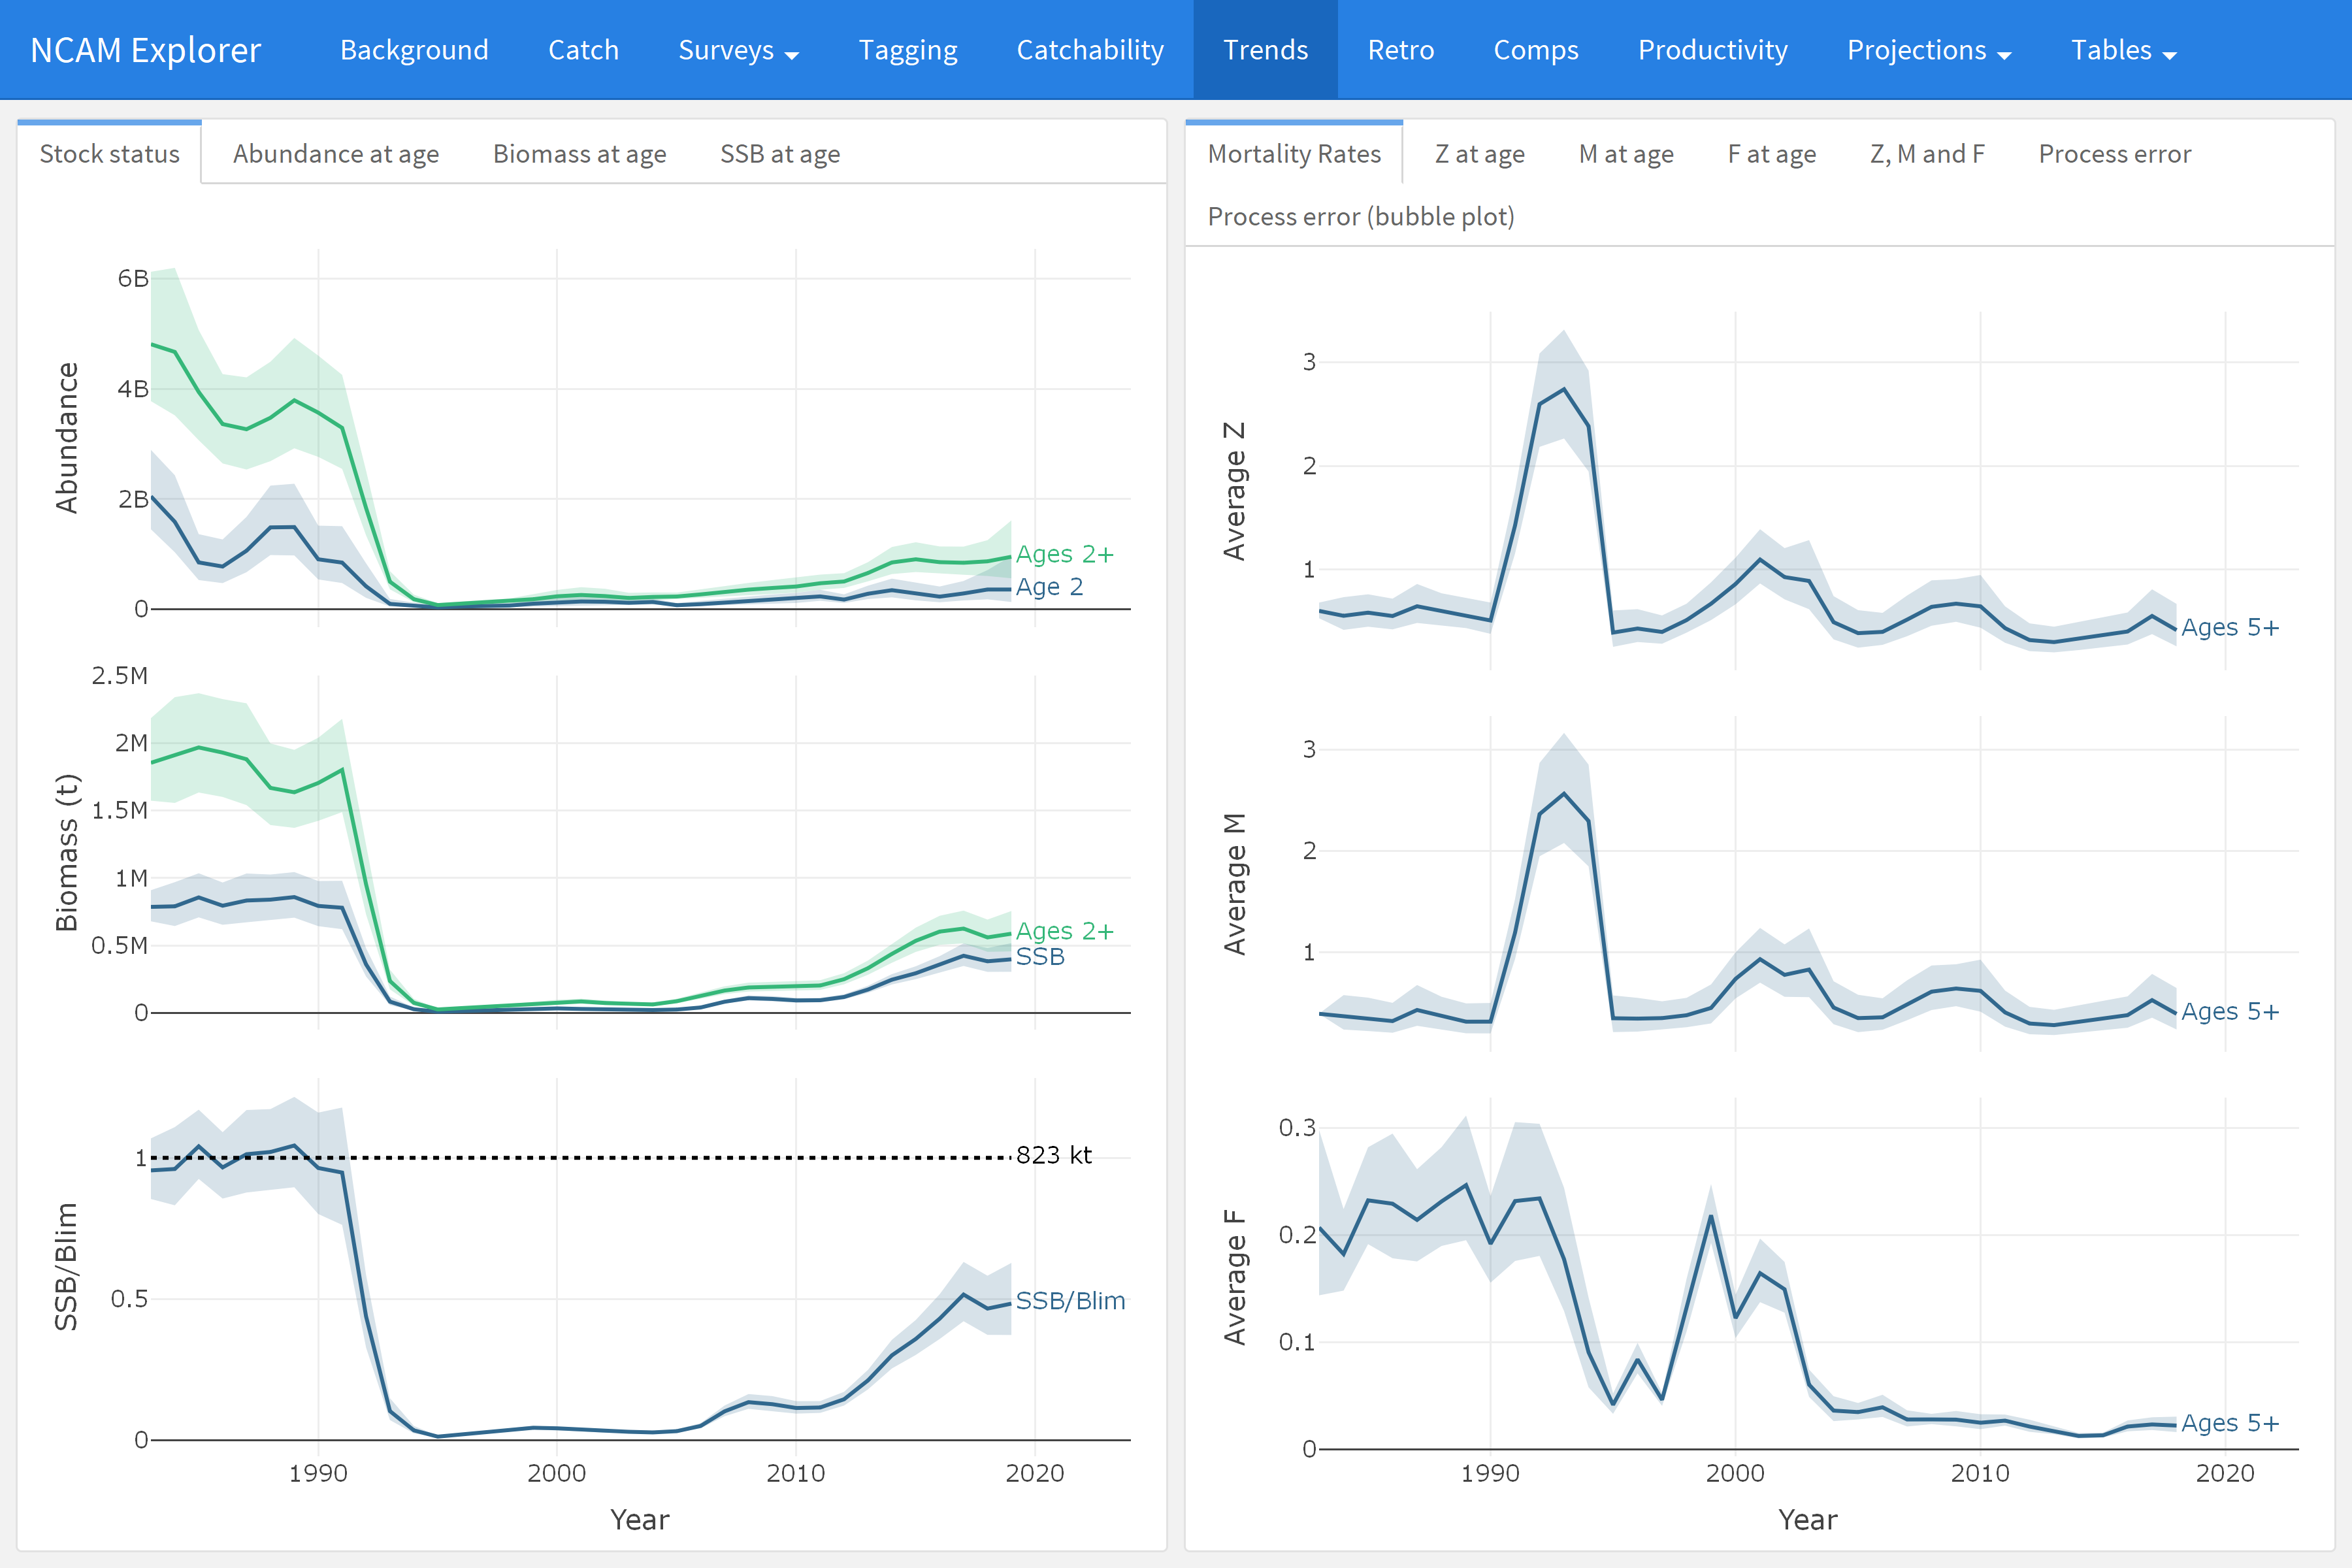 NCAM Explorer Background Catch Surveys Tagging Catchability Trends Retro Comps Productivity Projections Tables
Stock status Abundance at age Biomass at age SSB at age
Abundance
6B
4B
2B
0
Ages 2+
Age 2
Biomass (t)
2.5M
2M
1.5M
1M
0.5M
0
Ages 2+
SSB
SSB/Blim
1
0.5
0
823 kt
SSB/Blim
1990 2000 2010 2020
Year
Mortality Rates Z at age M at age F at age Z, M and F Process error
Process error (bubble plot)
Average Z
3
2
1
Ages 5+
Average M
3
2
1
Ages 5+
Average F
0.3
0.2
0.1
0
Ages 5+
1990 2000 2010 2020
Year